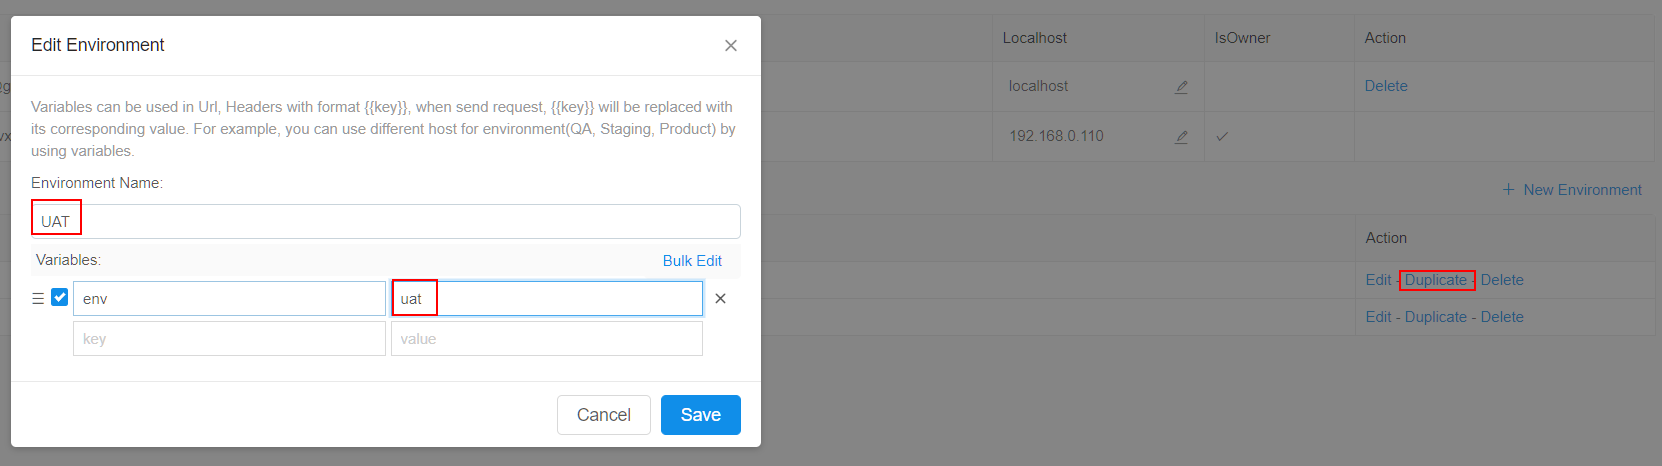 Edit Environment
Variables can be used in Url, Headers with format {{key}}, when send request, {{key}} will be replaced with
its corresponding value. For example, you can use different host for environment(QA, Staging, Product) by
using variables.
Environment Name:
UAT
Variables:
Bulk Edit
env
uat
key
value
Cancel
Save
Localhost
IsOwner
Action
localhost
Delete
192.168.0.110
+ New Environment
Action
Edit - Duplicate - Delete
Edit - Duplicate - Delete